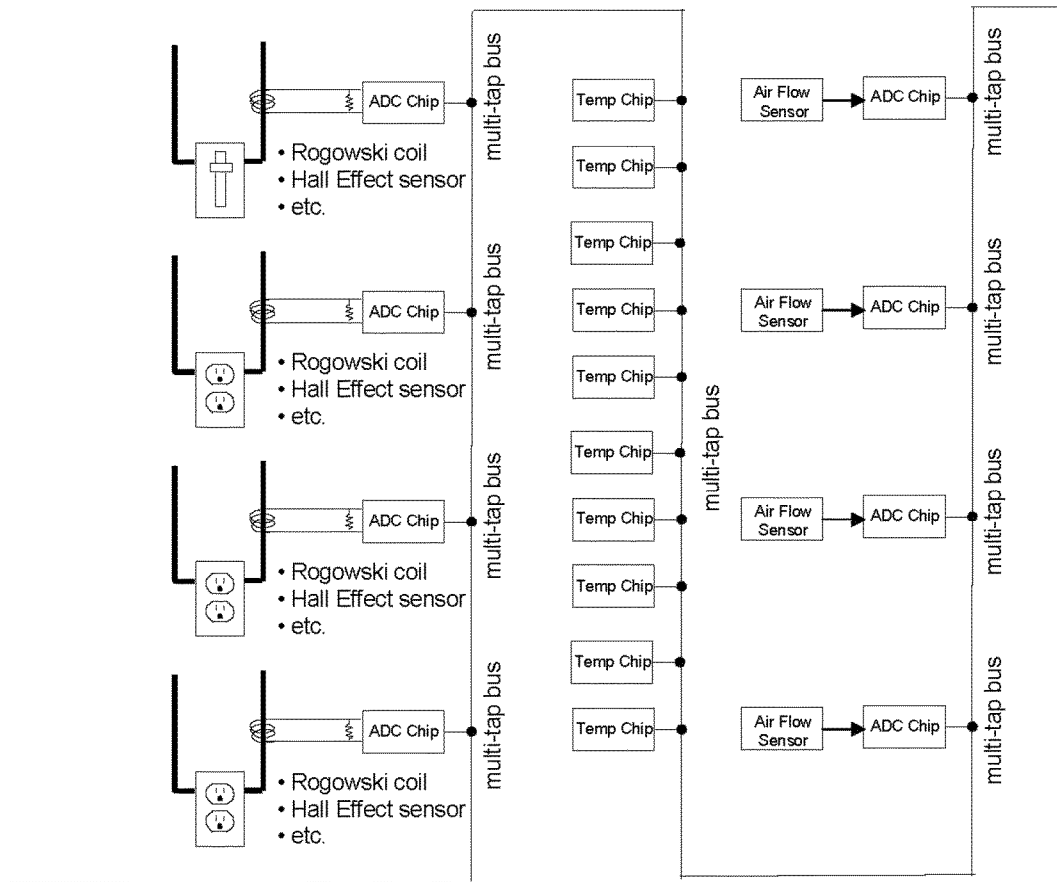 ADC Chip
multi-tap bus
• Rogowski coil
• Hall Effect sensor
• etc.
ADC Chip
multi-tap bus
• Rogowski coil
• Hall Effect sensor
• etc.
ADC Chip
multi-tap bus
• Rogowski coil
• Hall Effect sensor
• etc.
ADC Chip
multi-tap bus
• Rogowski coil
• Hall Effect sensor
• etc.
Temp Chip
Temp Chip
Temp Chip
Temp Chip
Temp Chip
Temp Chip
Temp Chip
Temp Chip
Temp Chip
Temp Chip
multi-tap bus
Air Flow
Sensor
ADC Chip
multi-tap bus
Air Flow
Sensor
ADC Chip
multi-tap bus
Air Flow
Sensor
ADC Chip
multi-tap bus
Air Flow
Sensor
ADC Chip
multi-tap bus